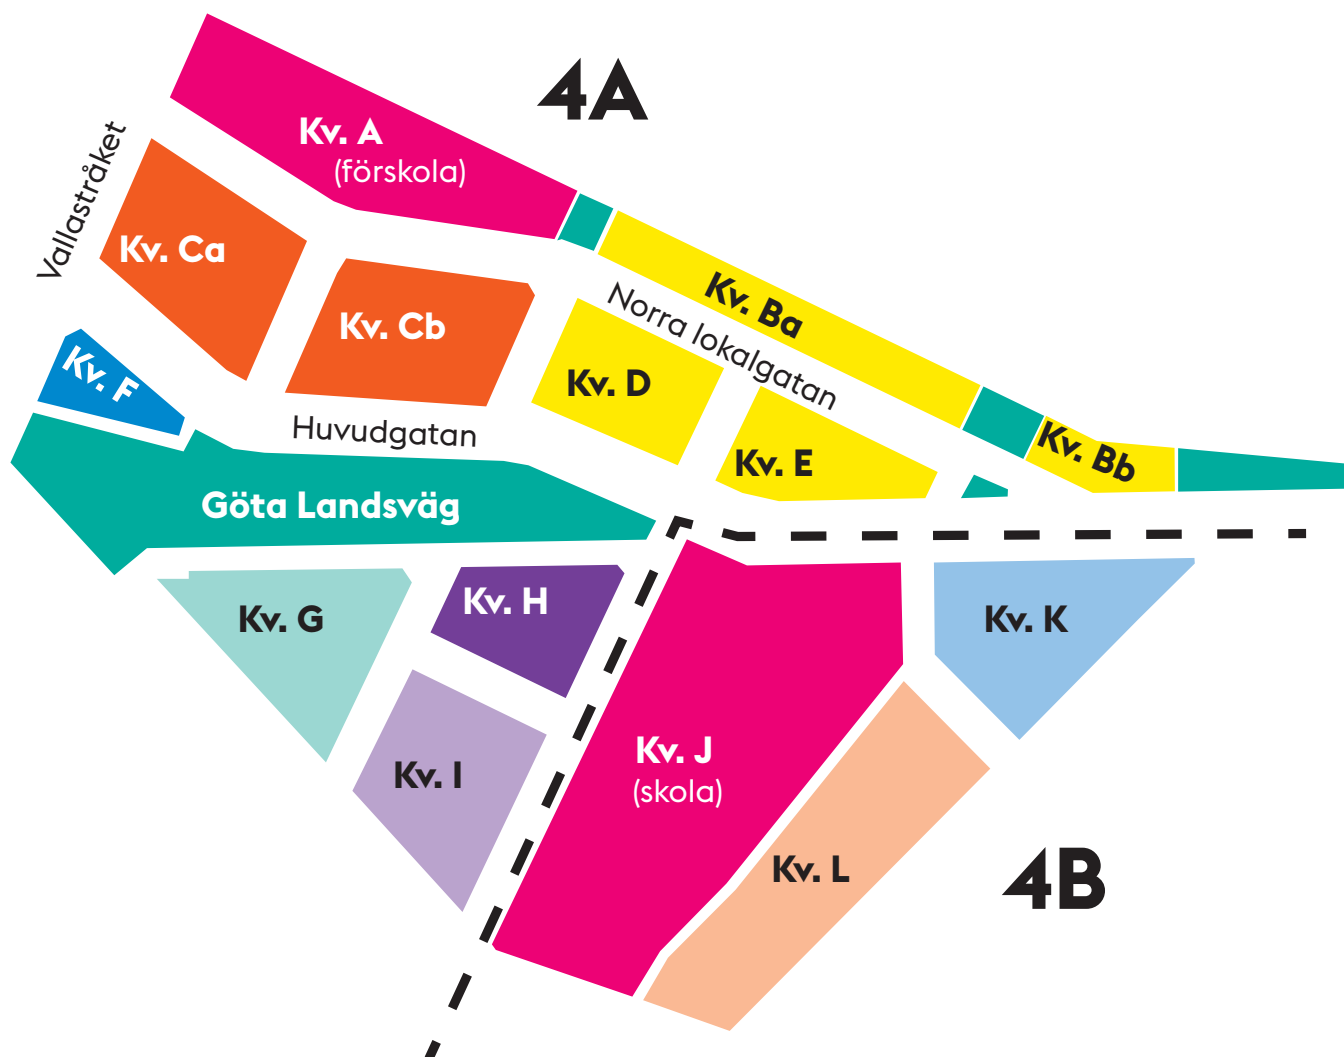 4A
Kv. A
(förskola)
Vallastråket
Kv. Ca
Kv. Cb
Kv. Ba
Norra lokalgatan
Kv. D
Kv. F
Huvudgatan
Kv. E
Kv. Bb
Göta Landsväg
Kv. G
Kv. H
Kv. K
Kv. I
Kv. J
(skola)
Kv. L
4B